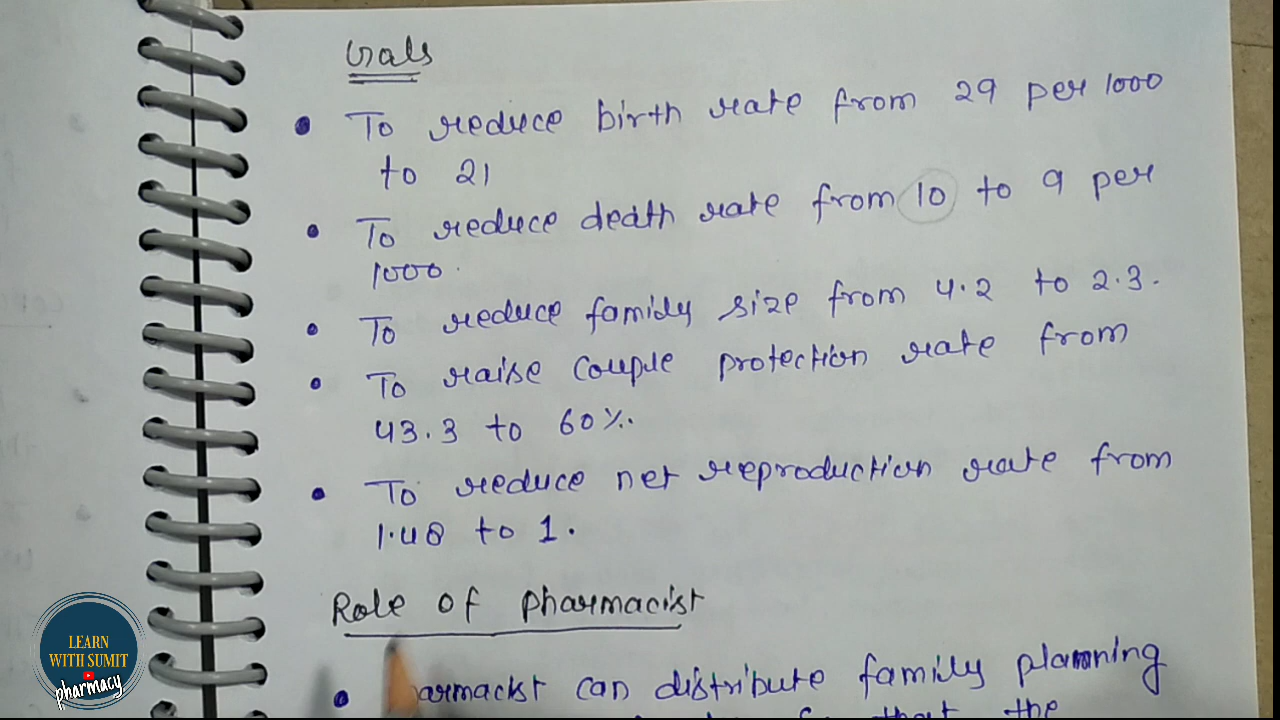 Goals
• To reduce birth rate from 29 per 1000
to 21
• To reduce death rate from 10 to 9 per
1000.
• To reduce family size from 4.2 to 2.3.
• To raise couple protection rate from
43.3 to 60%.
• To reduce net reproduction rate from
1.48 to 1.
Role of pharmacist
• armacist can distribute family planning
that the
LEARN
WITH SUMIT
pharmacy